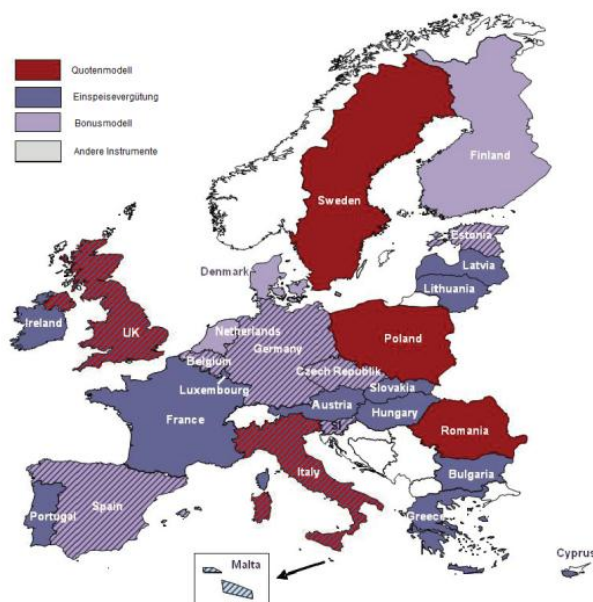 Quotenmodell
Einspeisevergütung
Bonusmodell
Andere Instrumente
Finland
Sweden
Estonia
Latvia
Denmark
Lithuania
Ireland
UK
Netherlands
Poland
Germany
Belgium
Czech Republik
Luxembourg
Slovakia
Austria
France
Hungary
Romania
Italy
Bulgaria
Spain
Portugal
Greece
Malta
Cyprus